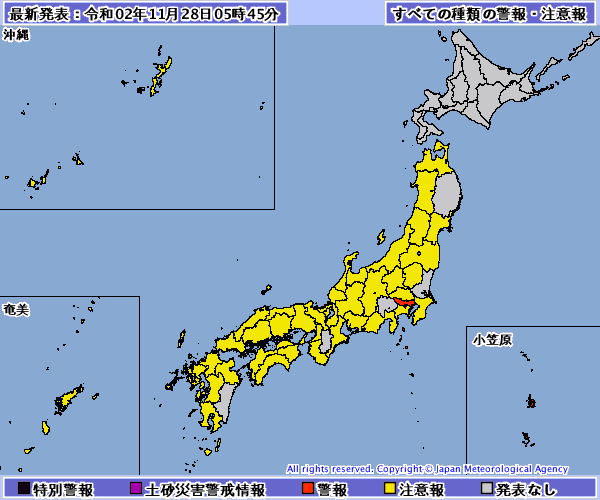 最新発表：令和02年11月28日05時45分
すべての種類の警報・注意報
沖縄
奄美
小笠原
All rights reserved. Copyright © Japan Meteorological Agency
特別警報 土砂災害警戒情報 警報 注意報 発表なし